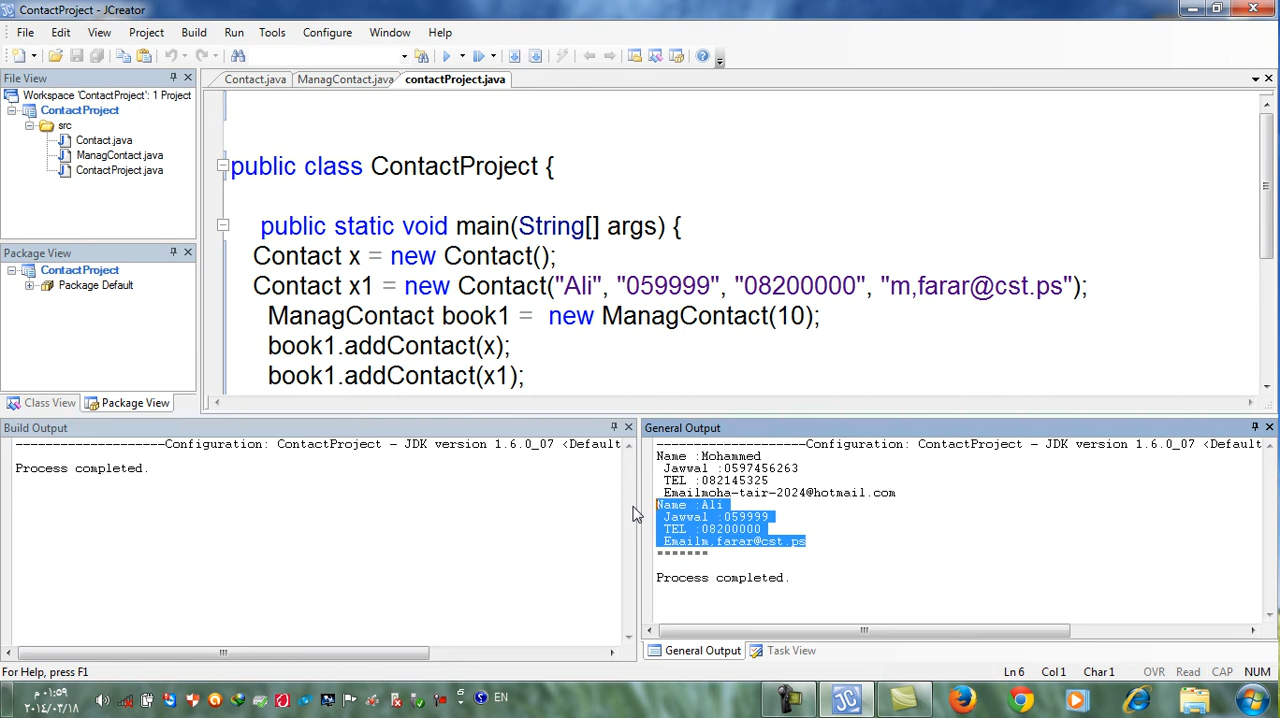 ContactProject - JCreator
File Edit View Project Build Run Tools Configure Window Help
File View
Workspace 'ContactProject': 1 Project
ContactProject
src
Contact.java
ManagContact.java
ContactProject.java
Package View
ContactProject
Package Default
Class View Package View
Contact.java ManagContact.java contactProject.java
public class ContactProject {
public static void main(String[] args) {
Contact x = new Contact();
Contact x1 = new Contact("Ali", "059999", "08200000", "m,farar@cst.ps");
ManagContact book1 = new ManagContact(10);
book1.addContact(x);
book1.addContact(x1);
Build Output
--------------------Configuration: ContactProject - JDK version 1.6.0_07 <Default
Process completed.
General Output
--------------------Configuration: ContactProject - JDK version 1.6.0_07 <Default
Name :Mohammed
Jawwal :0597456263
TEL :082145325
Emailmoha-tair-2024@hotmail.com
Name :Ali
Jawwal :059999
TEL :08200000
Emailm,farar@cst.ps
=======
Process completed.
General Output Task View
For Help, press F1
Ln 6 Col 1 Char 1 OVR Read CAP NUM
٠١:٥٩ م
٢٠١٤/٠٣/١٨
EN